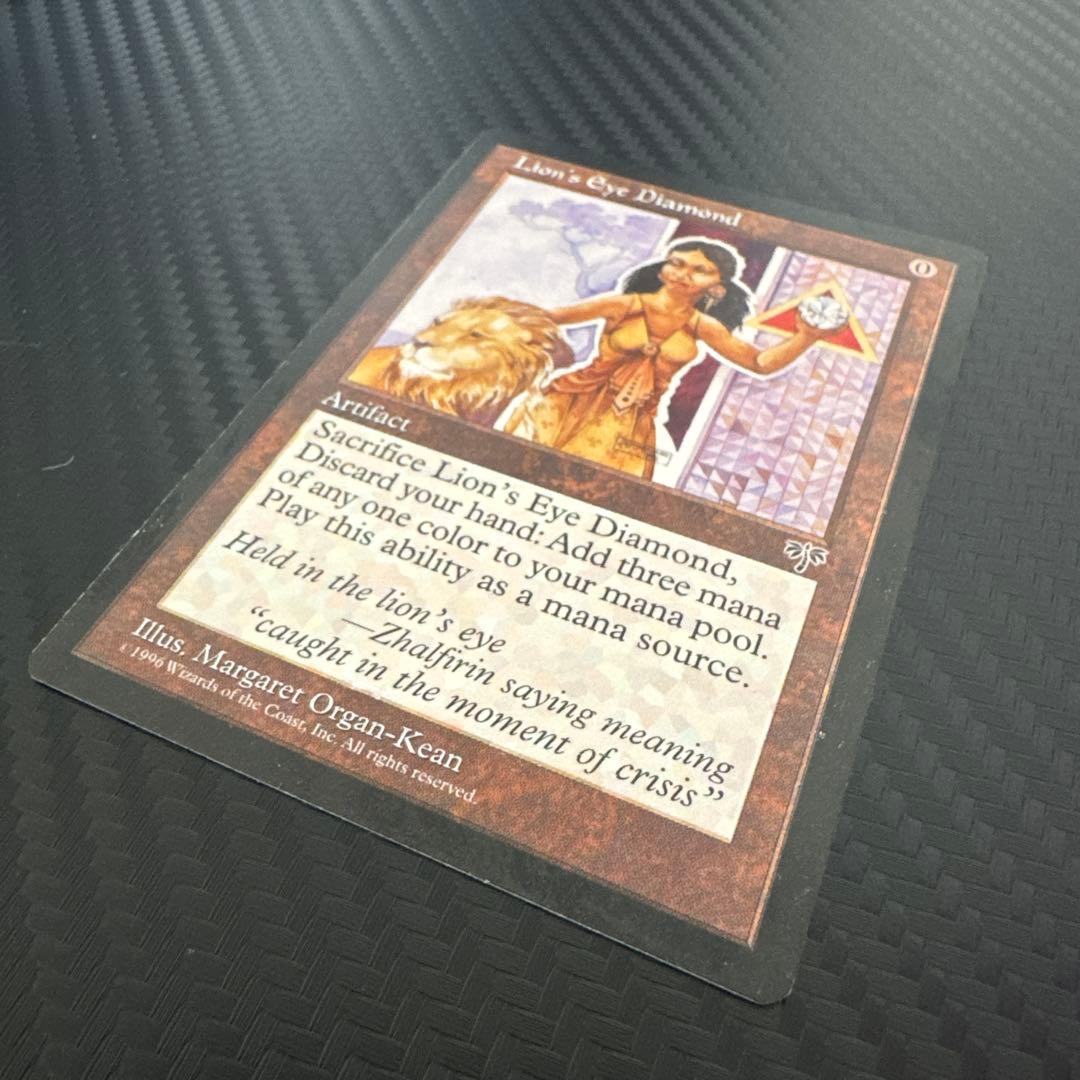 Lion's Eye Diamond
0
Artifact
Sacrifice Lion's Eye Diamond,
Discard your hand: Add three mana
of any one color to your mana pool.
Play this ability as a mana source.
Held in the lion's eye
—Zhalfirin saying meaning
“caught in the moment of crisis”
Illus. Margaret Organ-Kean
© 1996 Wizards of the Coast, Inc. All rights reserved.